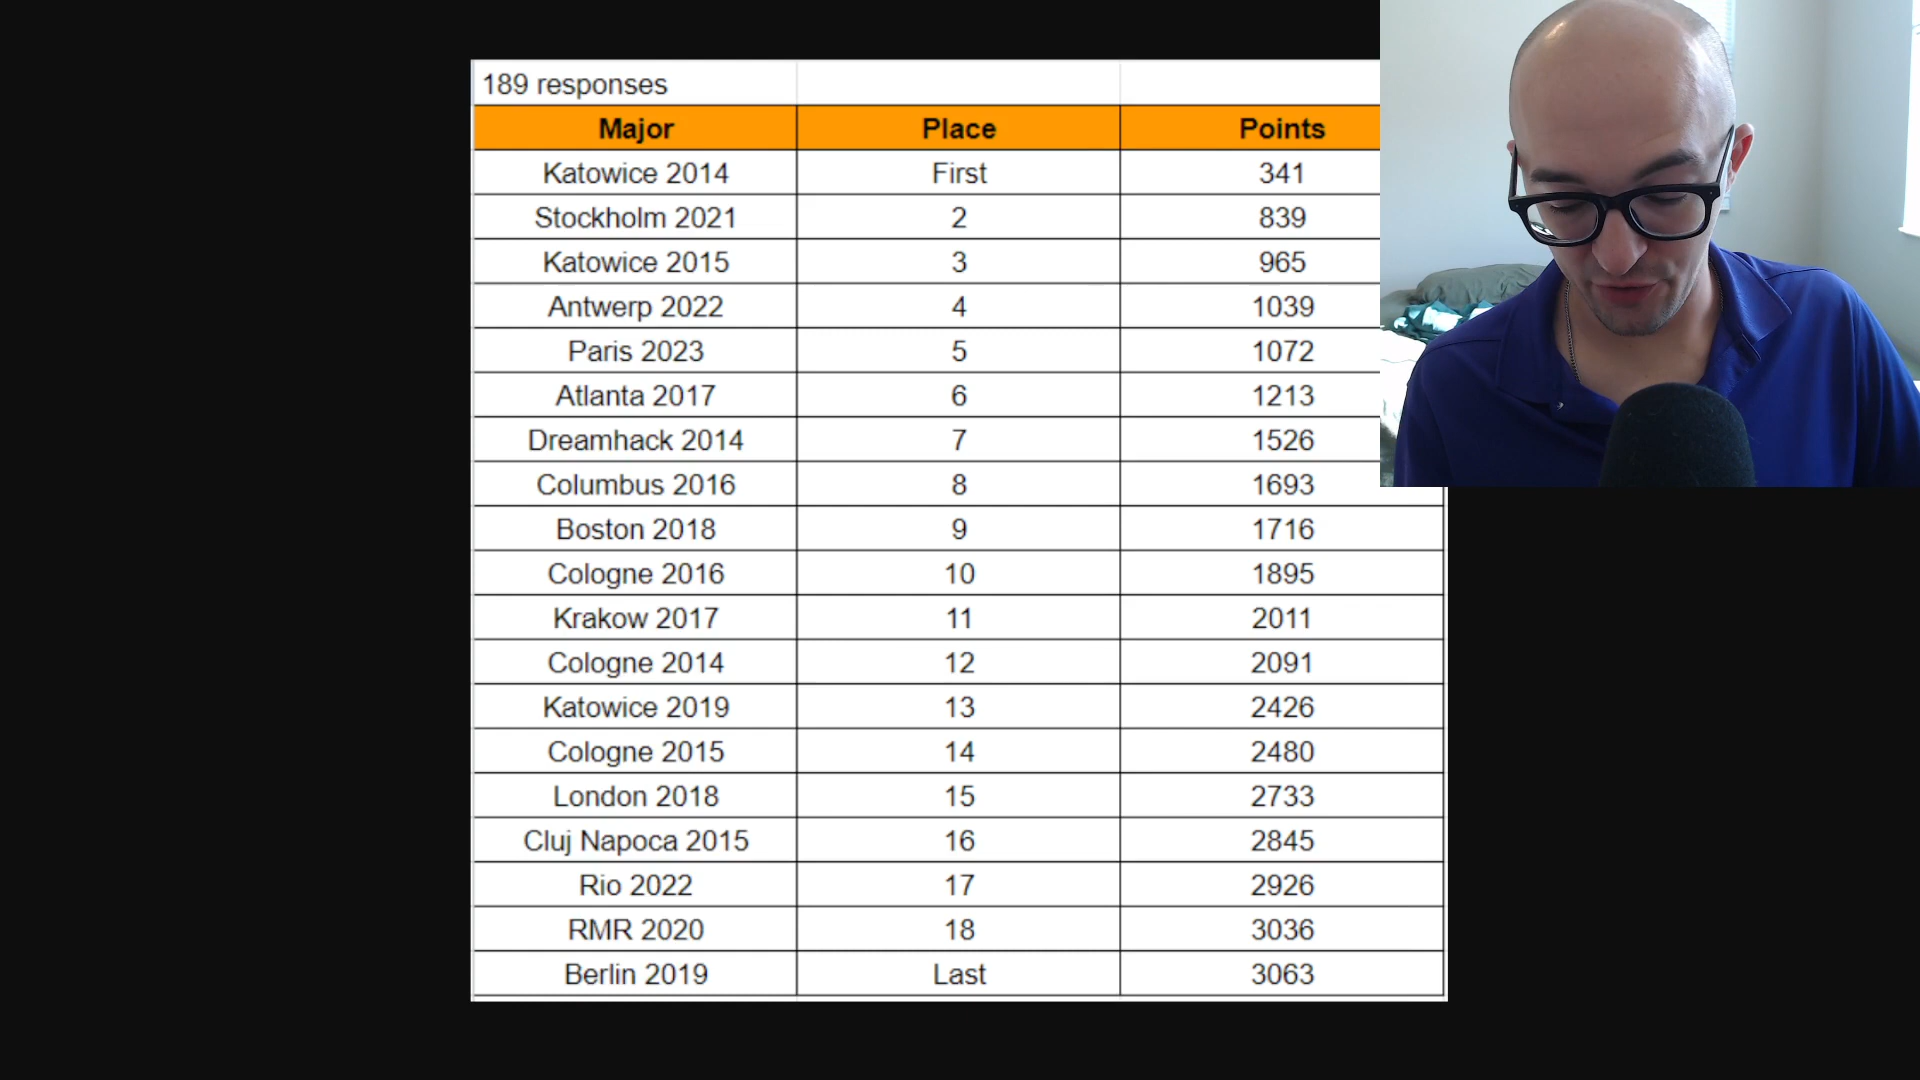 189 responses
Major Place Points
Katowice 2014 First 341
Stockholm 2021 2 839
Katowice 2015 3 965
Antwerp 2022 4 1039
Paris 2023 5 1072
Atlanta 2017 6 1213
Dreamhack 2014 7 1526
Columbus 2016 8 1693
Boston 2018 9 1716
Cologne 2016 10 1895
Krakow 2017 11 2011
Cologne 2014 12 2091
Katowice 2019 13 2426
Cologne 2015 14 2480
London 2018 15 2733
Cluj Napoca 2015 16 2845
Rio 2022 17 2926
RMR 2020 18 3036
Berlin 2019 Last 3063